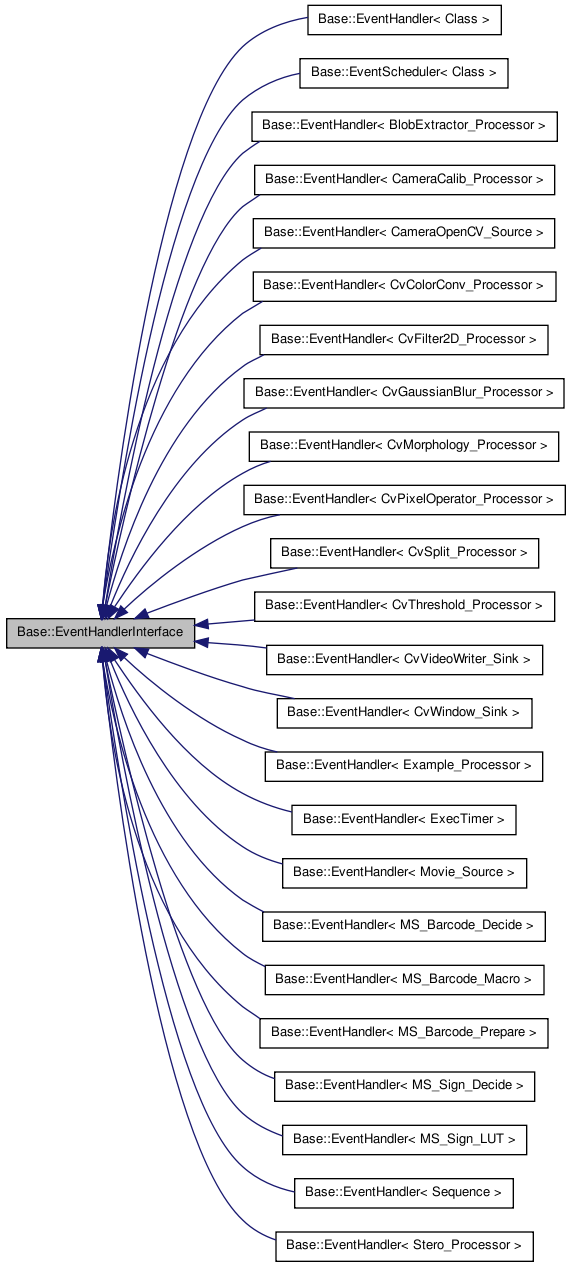 Base::EventHandler< Class >
Base::EventScheduler< Class >
Base::EventHandler< BlobExtractor_Processor >
Base::EventHandler< CameraCalib_Processor >
Base::EventHandler< CameraOpenCV_Source >
Base::EventHandler< CvColorConv_Processor >
Base::EventHandler< CvFilter2D_Processor >
Base::EventHandler< CvGaussianBlur_Processor >
Base::EventHandler< CvMorphology_Processor >
Base::EventHandler< CvPixelOperator_Processor >
Base::EventHandler< CvSplit_Processor >
Base::EventHandler< CvThreshold_Processor >
Base::EventHandlerInterface
Base::EventHandler< CvVideoWriter_Sink >
Base::EventHandler< CvWindow_Sink >
Base::EventHandler< Example_Processor >
Base::EventHandler< ExecTimer >
Base::EventHandler< Movie_Source >
Base::EventHandler< MS_Barcode_Decide >
Base::EventHandler< MS_Barcode_Macro >
Base::EventHandler< MS_Barcode_Prepare >
Base::EventHandler< MS_Sign_Decide >
Base::EventHandler< MS_Sign_LUT >
Base::EventHandler< Sequence >
Base::EventHandler< Stero_Processor >